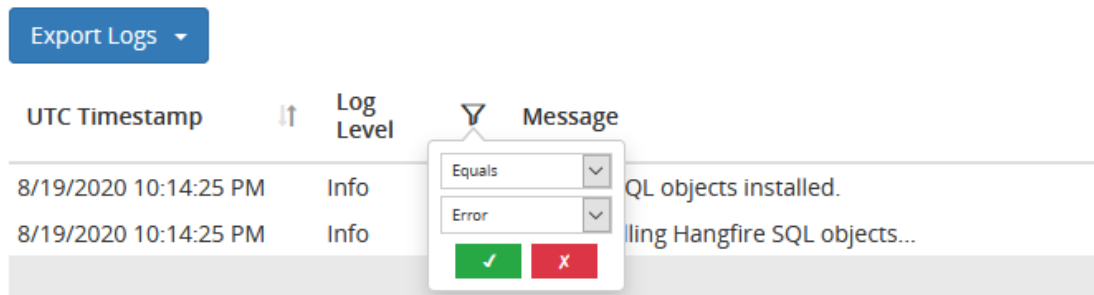 Export Logs
UTC Timestamp
Log
Level
Message
Equals
Error
8/19/2020 10:14:25 PM Info QL objects installed.
8/19/2020 10:14:25 PM Info lling Hangfire SQL objects...